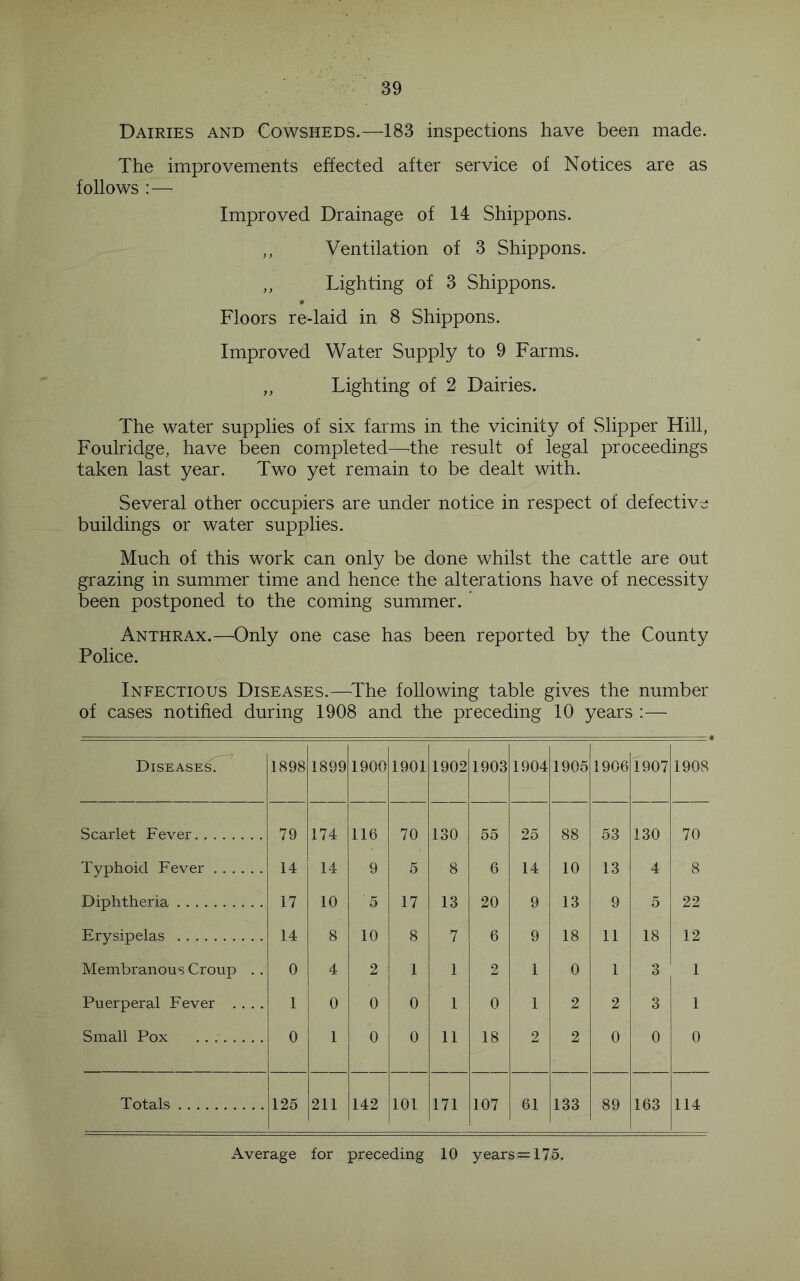 39
Dairies and Cowsheds.—183 inspections have been made.
The improvements effected after service of Notices are as
follows :—
Improved Drainage of 14 Shippons.
,, Ventilation of 3 Shippons.
,, Lighting of 3 Shippons.
Floors re-laid in 8 Shippons.
Improved Water Supply to 9 Farms.
,, Lighting of 2 Dairies.
The water supplies of six farms in the vicinity of Slipper Hill,
Foulridge, have been completed—the result of legal proceedings
taken last year. Two yet remain to be dealt with.
Several other occupiers are under notice in respect of defective
buildings or water supplies.
Much of this work can only be done whilst the cattle are out
grazing in summer time and hence the alterations have of necessity
been postponed to the coming summer.
Anthrax.—Only one case has been reported by the County
Police.
Infectious Diseases.—The following table gives the number
of cases notified during 1908 and the preceding 10 years :—
Diseases. 1898 1899 1900 1901 1902 1903 1904 1905 1906 1907 1908
Scarlet Fever........ 79 174 116 70 130 55 25 88 53 130 70
Typhoid Fever ...... 14 14 9 5 8 6 14 10 13 4 8
Diphtheria .......... 17 10 5 17 13 20 9 13 9 5 22
Erysipelas .......... 14 8 10 8 7 6 9 18 11 18 12
Membranous Croup .. 0 4 2 1 1 2 1 0 1 3 1
Puerperal Fever .... 1 0 0 0 1 0 1 2 2 3 1
Small Pox ........ 0 1 0 0 11 18 2 2 0 0 0
Totals .......... 125 211 142 101 171 107 61 133 89 163 114
Average for preceding 10 years=175.